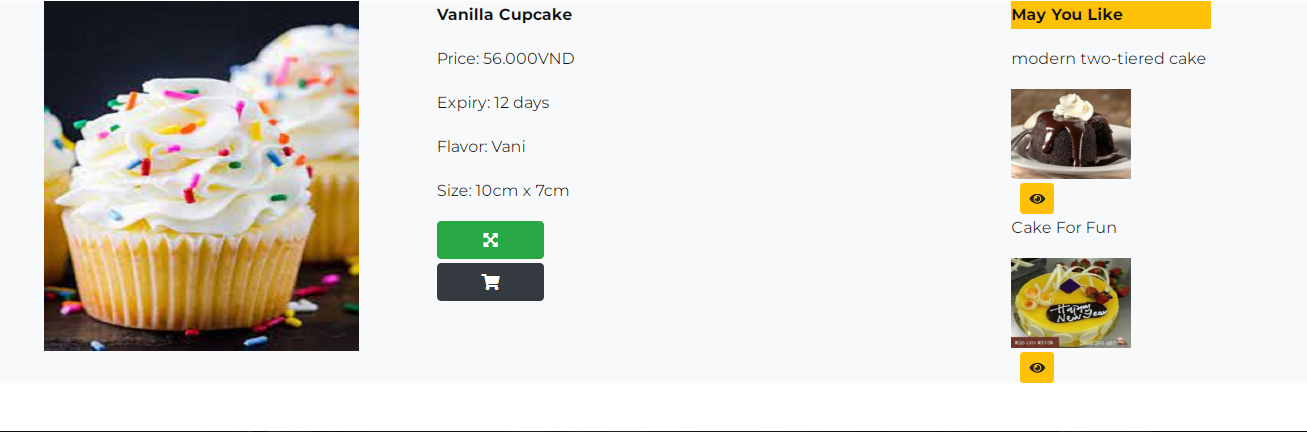 Vanilla Cupcake
Price: 56.000VND
Expiry: 12 days
Flavor: Vani
Size: 10cm x 7cm
May You Like
modern two-tiered cake
Cake For Fun
Happy
New Year